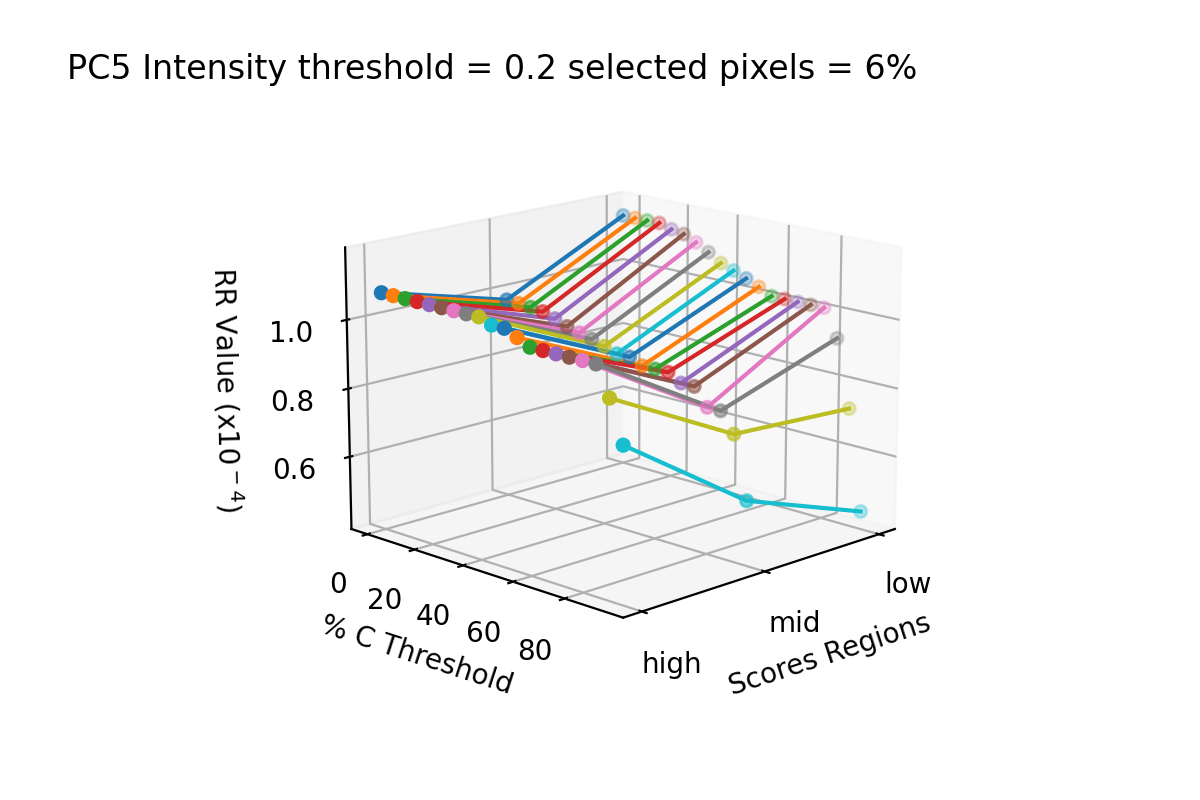 PC5 Intensity threshold = 0.2 selected pixels = 6%
RR Value (x10⁻⁴)
1.0
0.8
0.6
0
20
40
60
80
% C Threshold
high
mid
low
Scores Regions